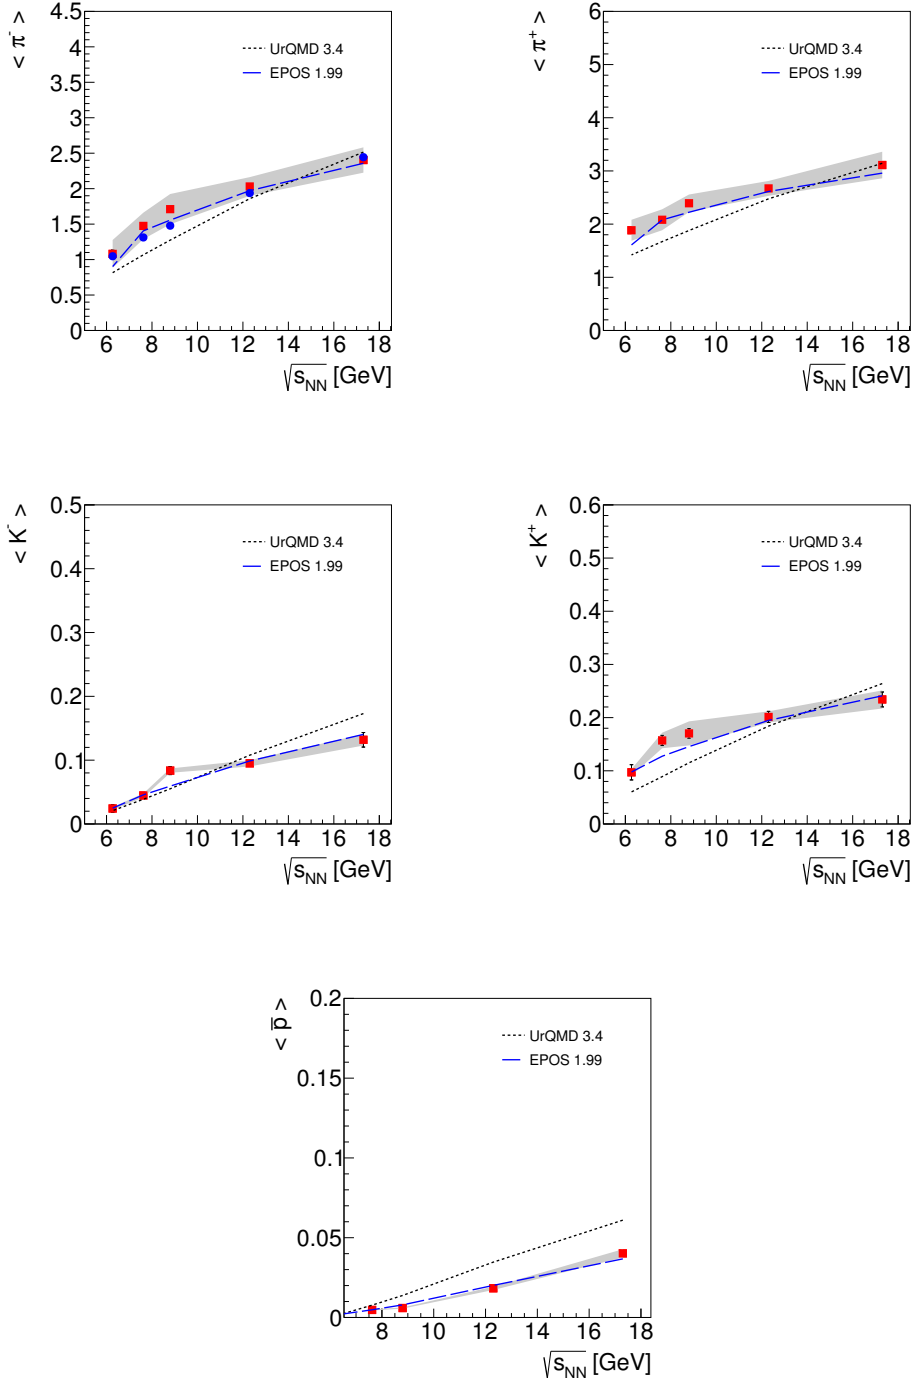 < π⁻ >
4.5
4
3.5
3
2.5
2
1.5
1
0.5
0
UrQMD 3.4
EPOS 1.99
6 8 10 12 14 16 18
√s_NN [GeV]
< π⁺ >
6
5
4
3
2
1
0
UrQMD 3.4
EPOS 1.99
6 8 10 12 14 16 18
√s_NN [GeV]
< K⁻ >
0.5
0.4
0.3
0.2
0.1
0
UrQMD 3.4
EPOS 1.99
6 8 10 12 14 16 18
√s_NN [GeV]
< K⁺ >
0.6
0.5
0.4
0.3
0.2
0.1
0
UrQMD 3.4
EPOS 1.99
6 8 10 12 14 16 18
√s_NN [GeV]
< p̅ >
0.2
0.15
0.1
0.05
0
UrQMD 3.4
EPOS 1.99
8 10 12 14 16 18
√s_NN [GeV]